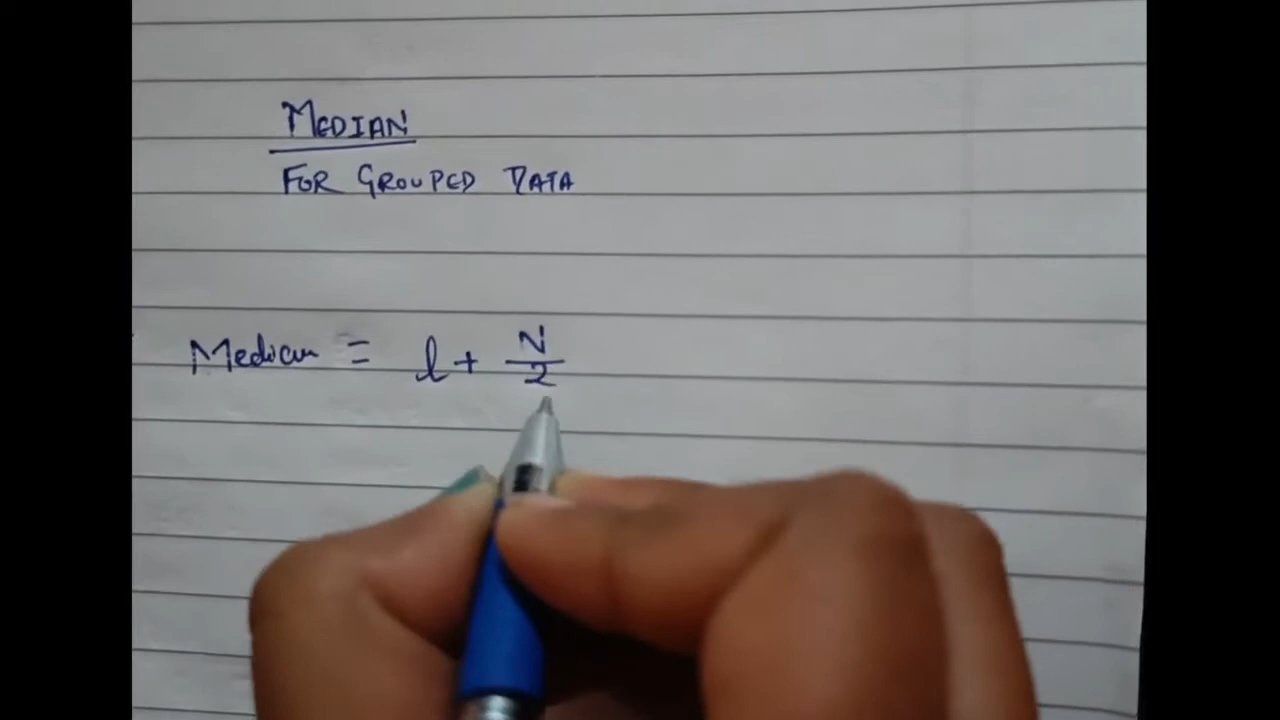 MEDIAN
FOR GROUPED DATA
Median = l + N/2